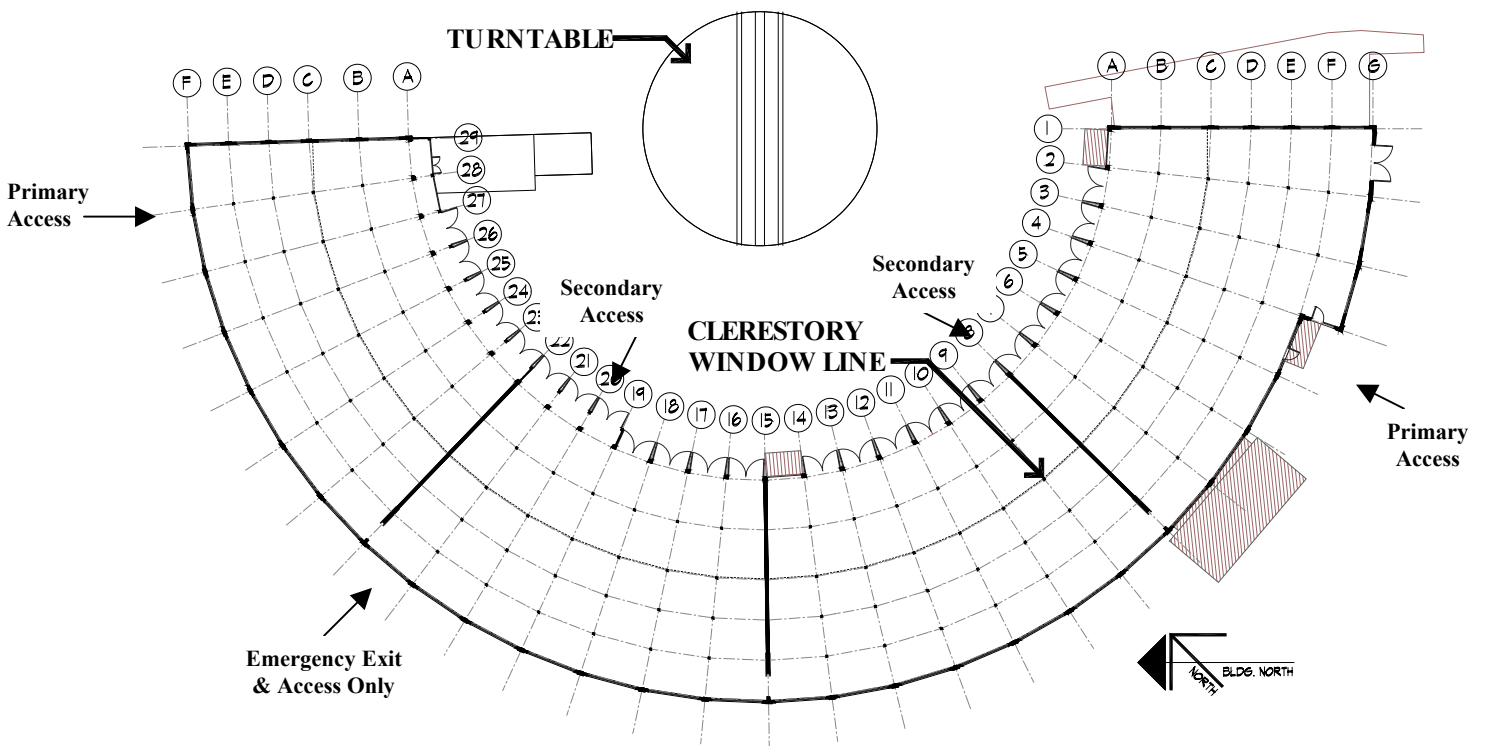 TURNTABLE
F E D C B A
A B C D E F G
29
28
27
26
25
24
22
21
20
19
18
17
16
15
14
13
12
11
10
9
8
6
5
4
3
2
1
Primary
Access
Secondary
Access
Secondary
Access
CLERESTORY
WINDOW LINE
Primary
Access
Emergency Exit
& Access Only
NORTH
BLDG. NORTH